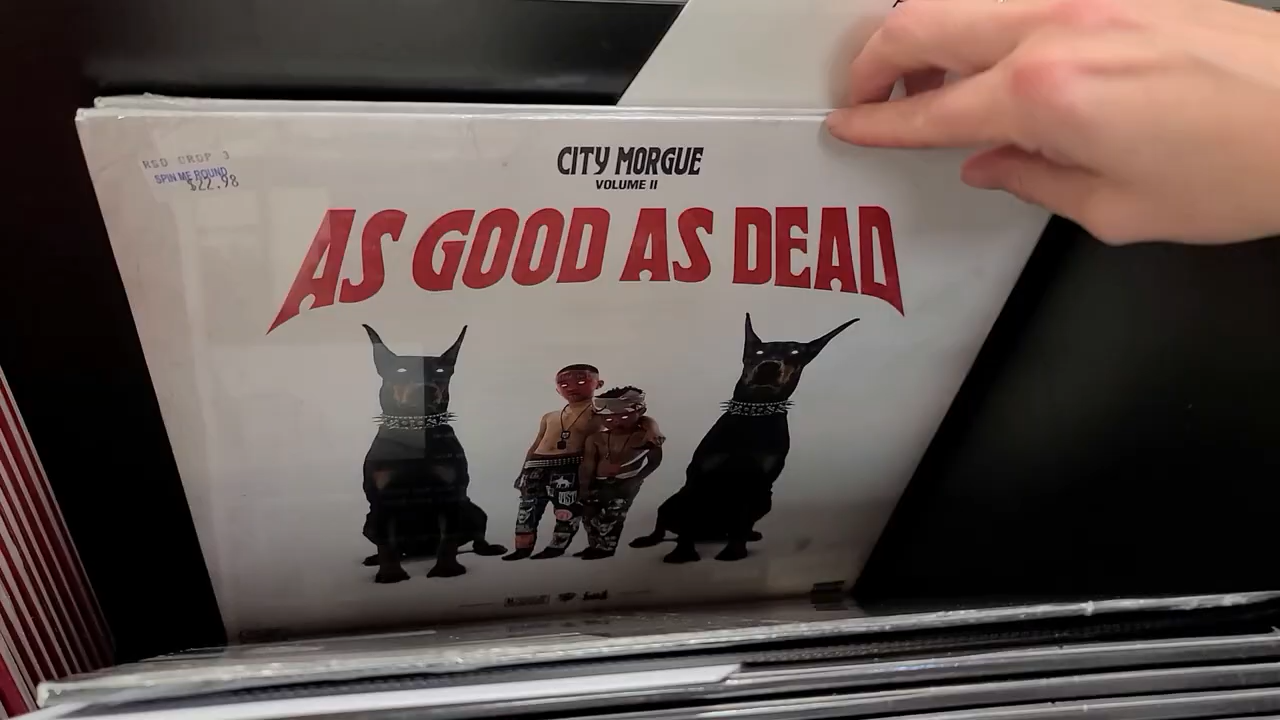 RSD DROP 3
SPIN ME ROUND
$22.98
CITY MORGUE
VOLUME II
AS GOOD AS DEAD